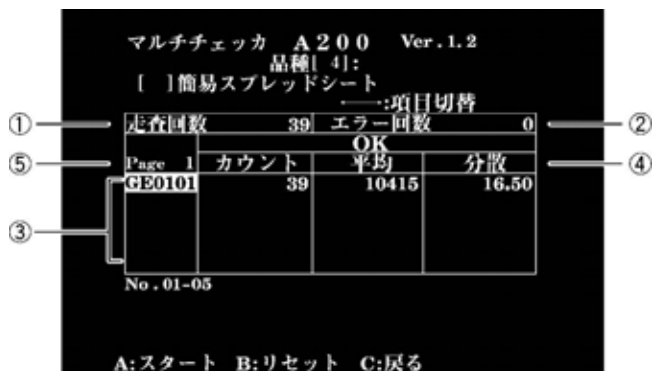 マルチチェッカ A200 Ver.1.2
品種[ 4]:
[ ]簡易スプレッドシート
←→:項目切替
① 走査回数 39 エラー回数 0 ②
OK
⑤ Page 1 カウント 平均 分散 ④
GE0101 39 10415 16.50
③
No.01-05
A:スタート B:リセット C:戻る